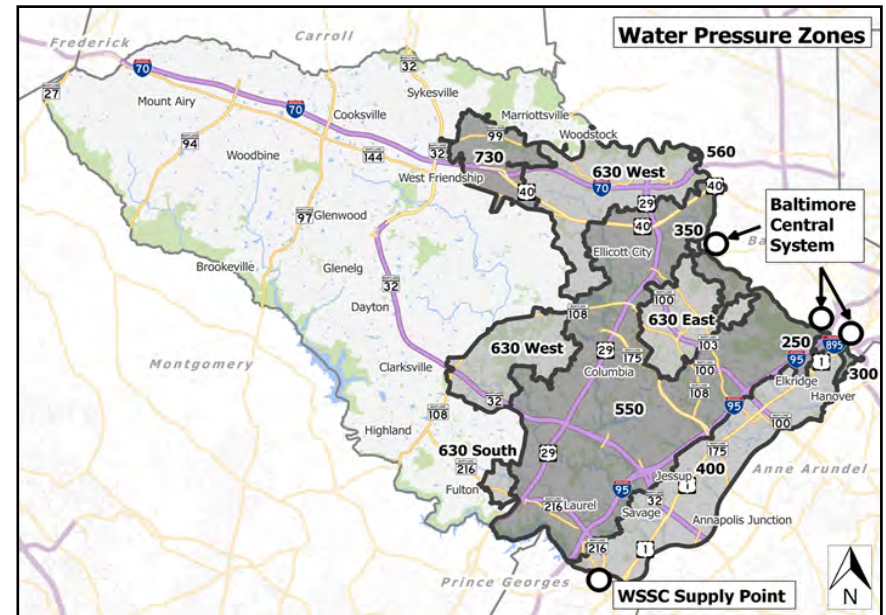 Water Pressure Zones
Frederick
Carroll
70
32
Sykesville
27
Mount Airy
Marriottsville
Cooksville
70
99
Woodstock
94
560
730
Woodbine
144
32
630 West
West Friendship
70
40
40
29
Baltimore
Central
System
97
Glenwood
40
350
Ellicott City
Brookeville
Glenelg
32
100
Dayton
108
630 East
630 West
29
175
103
250
895
95
1
Montgomery
Clarksville
Columbia
100
Elkridge
300
32
108
Hanover
550
95
108
100
Highland
630 South
29
175
Anne Arundel
400
216
Jessup
1
Fulton
95
32
216
Laurel
Savage
Annapolis Junction
216
1
Prince Georges
WSSC Supply Point
N